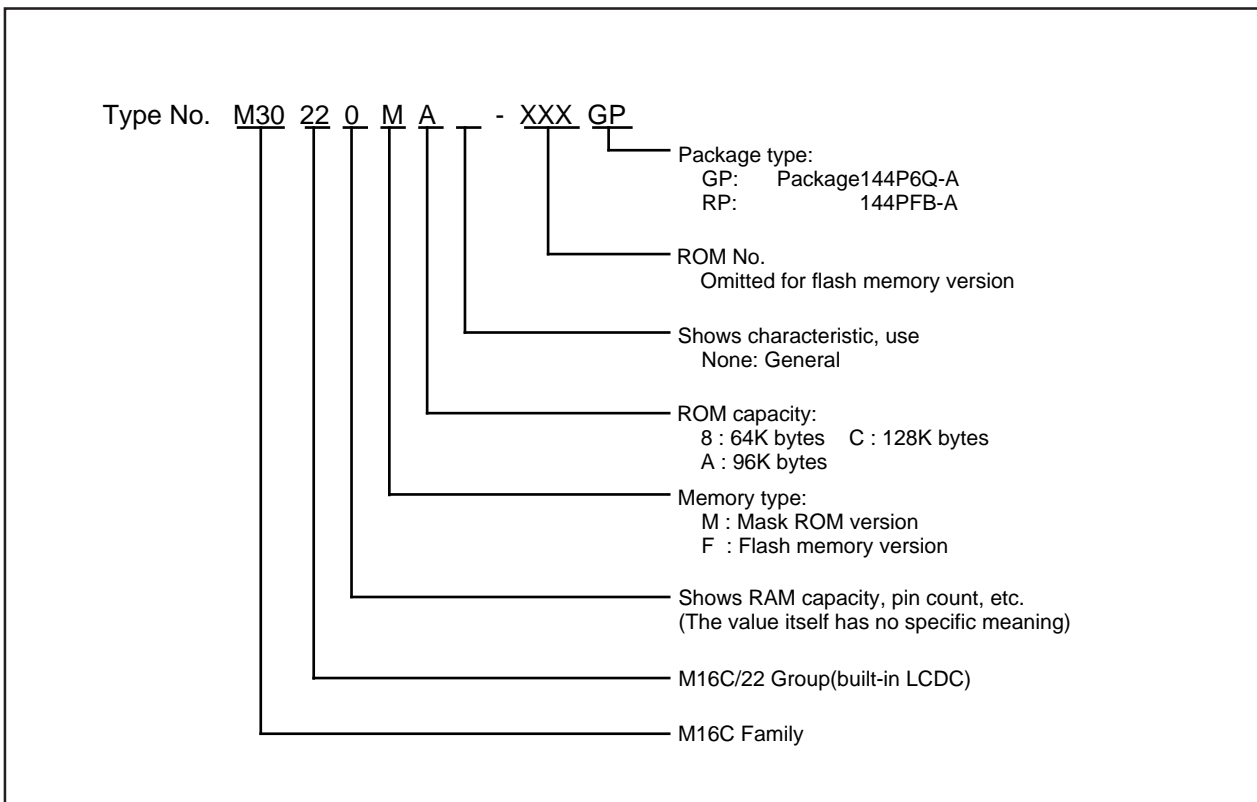 Type No. M30 22 0 M A _ - XXX GP
Package type:
GP: Package144P6Q-A
RP: 144PFB-A
ROM No.
Omitted for flash memory version
Shows characteristic, use
None: General
ROM capacity:
8 : 64K bytes C : 128K bytes
A : 96K bytes
Memory type:
M : Mask ROM version
F : Flash memory version
Shows RAM capacity, pin count, etc.
(The value itself has no specific meaning)
M16C/22 Group(built-in LCDC)
M16C Family